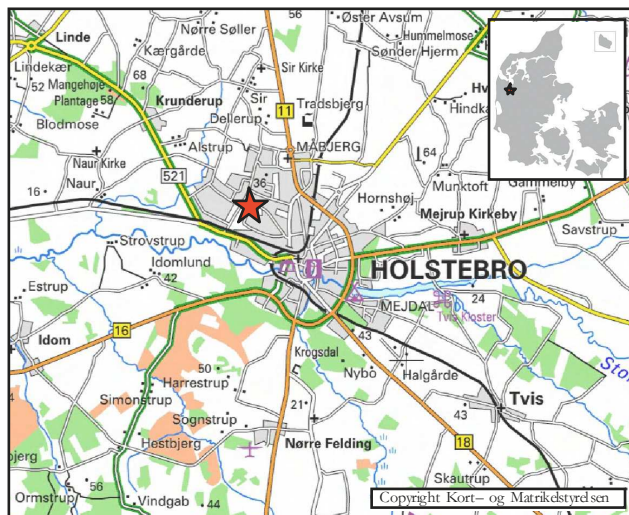 56
Øster Avsum
Linde
Nørre Søller
Hummelmose
Kærgårde
Sønder Hjerm
Lindekær
68
Sir Kirke
52
Mangehøje
Plantage
58
Sir
11
Tradsbjerg
Krunderup
Dellerup
Hindka
Blodmose
Alstrup
MABJERG
64
Naur Kirke
521
36
Munktoft
Gammelby
16
Naur
Hornshøj
Mejrup Kirkeby
Savstrup
Strovstrup
Idomlund
42
HOLSTEBRO
Estrup
MEJDAL
24
Tvis Kloster
16
43
Idom
Krogsdal
50
Nybo
Halgårde
Harrestrup
Tvis
Simonstrup
21
43
Sognstrup
Hestbjerg
Nørre Felding
18
Skautrup
56
Ormstrup
Vindgab
44
Copyright Kort– og Matrikelstyrelsen